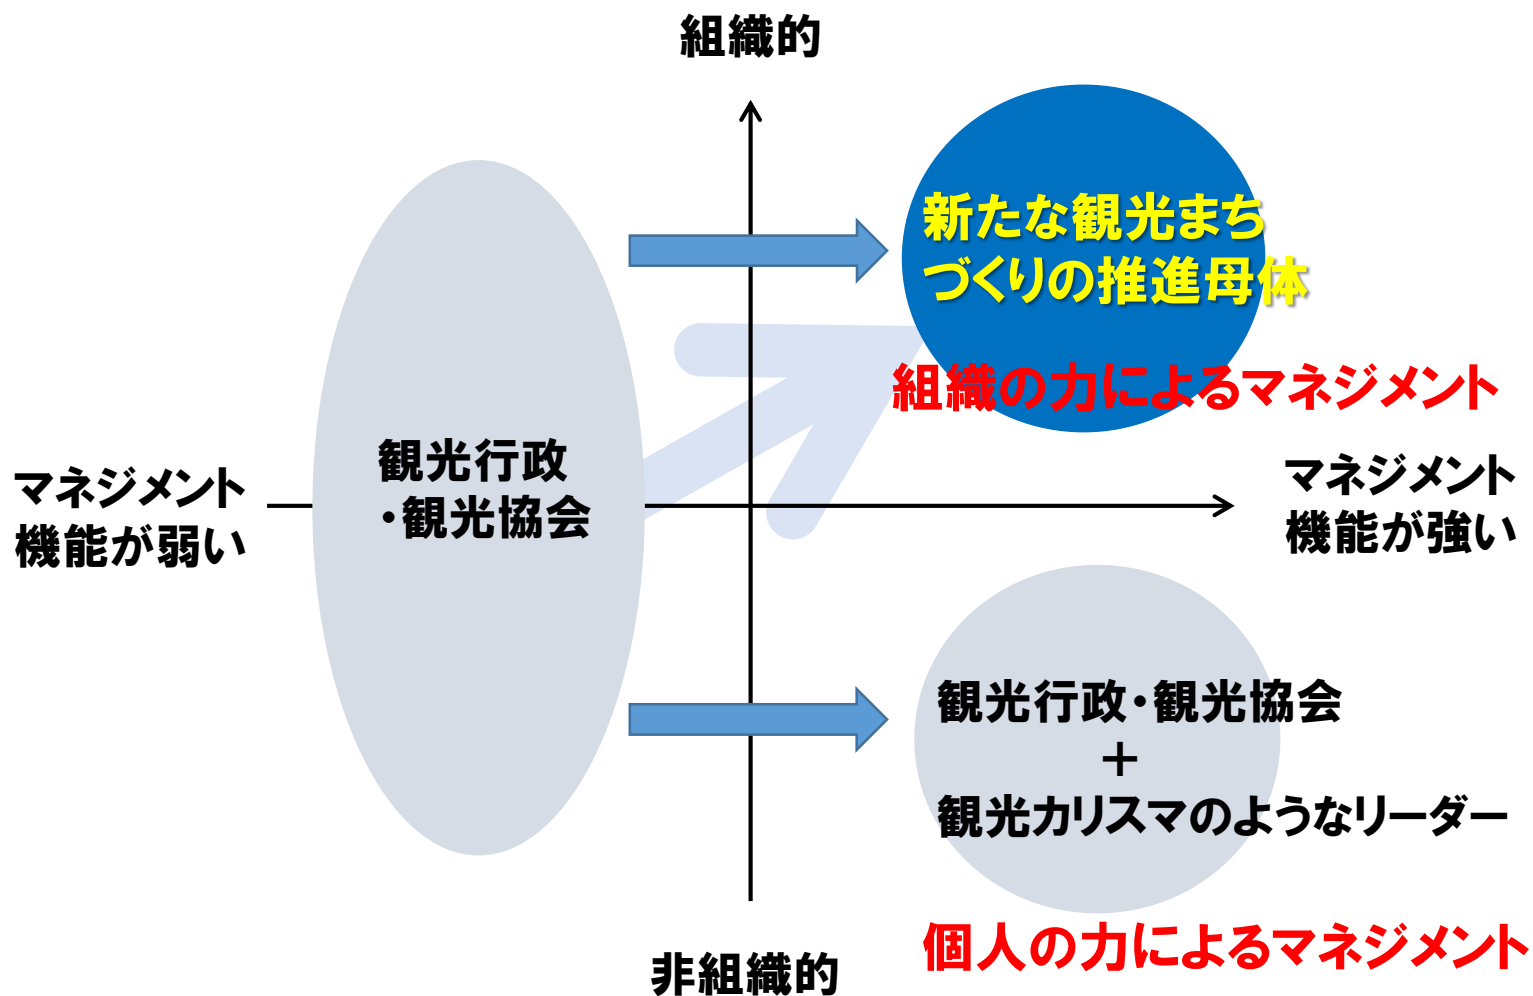 組織的
新たな観光まち
づくりの推進母体
組織の力によるマネジメント
観光行政
・観光協会
マネジメント
機能が弱い
マネジメント
機能が強い
観光行政・観光協会
＋
観光カリスマのようなリーダー
個人の力によるマネジメント
非組織的